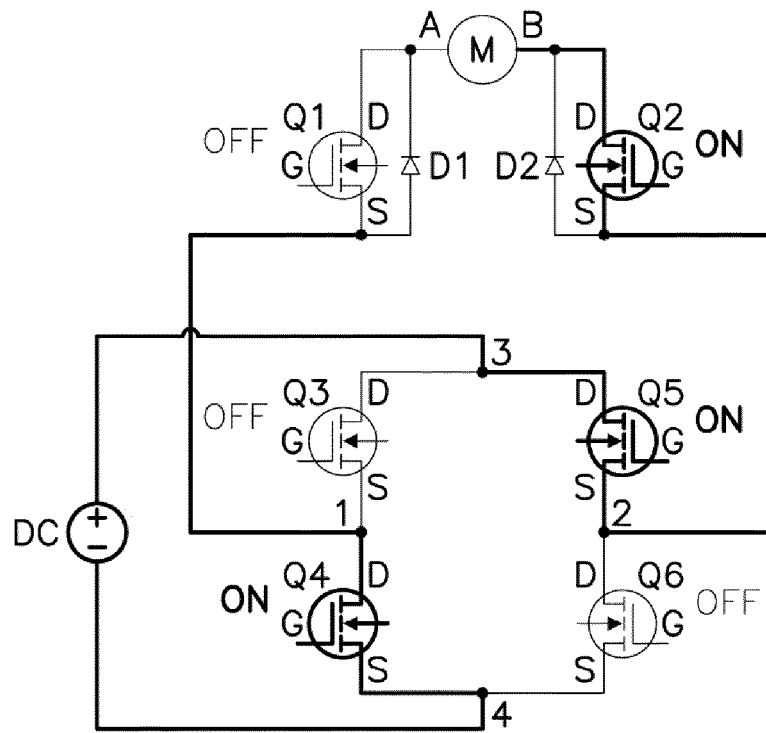 A B
M
Q1 D D Q2
OFF G D1 D2 G ON
S S
3
Q3 D D Q5
OFF G G ON
S S
1 2
DC + −
Q4 D D Q6
ON G G OFF
S S
4